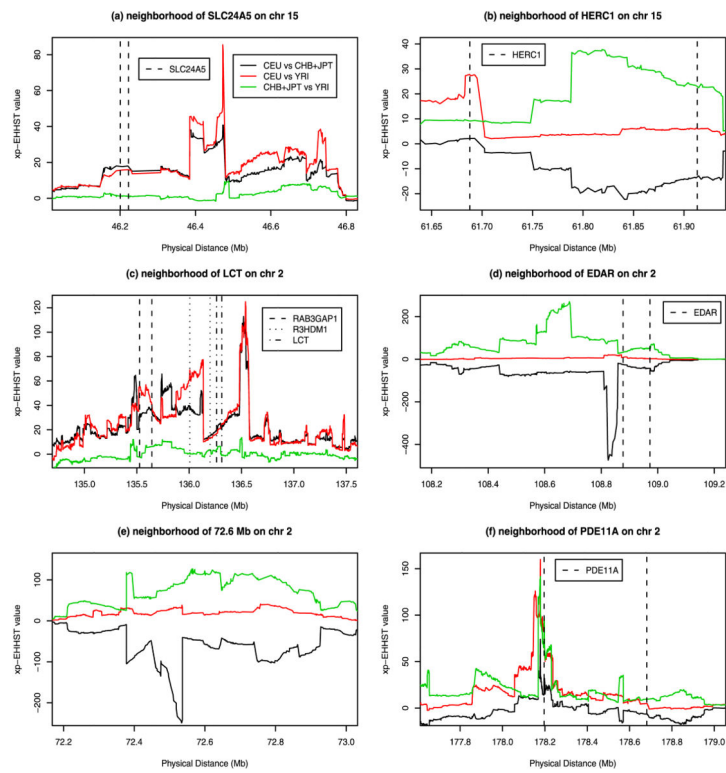 (a) neighborhood of SLC24A5 on chr 15
xp−EHHST value
80
60
40
20
0
SLC24A5
CEU vs CHB+JPT
CEU vs YRI
CHB+JPT vs YRI
46.2 46.4 46.6 46.8
Physical Distance (Mb)
(b) neighborhood of HERC1 on chr 15
xp−EHHST value
40
30
20
10
0
−10
−20
HERC1
61.65 61.70 61.75 61.80 61.85 61.90
Physical Distance (Mb)
(c) neighborhood of LCT on chr 2
xp−EHHST value
120
100
80
60
40
20
0
RAB3GAP1
R3HDM1
LCT
135.0 135.5 136.0 136.5 137.0 137.5
Physical Distance (Mb)
(d) neighborhood of EDAR on chr 2
xp−EHHST value
200
0
−200
−400
EDAR
108.2 108.4 108.6 108.8 109.0 109.2
Physical Distance (Mb)
(e) neighborhood of 72.6 Mb on chr 2
xp−EHHST value
100
0
−100
−200
72.2 72.4 72.6 72.8 73.0
Physical Distance (Mb)
(f) neighborhood of PDE11A on chr 2
xp−EHHST value
150
100
50
0
PDE11A
177.8 178.0 178.2 178.4 178.6 178.8 179.0
Physical Distance (Mb)